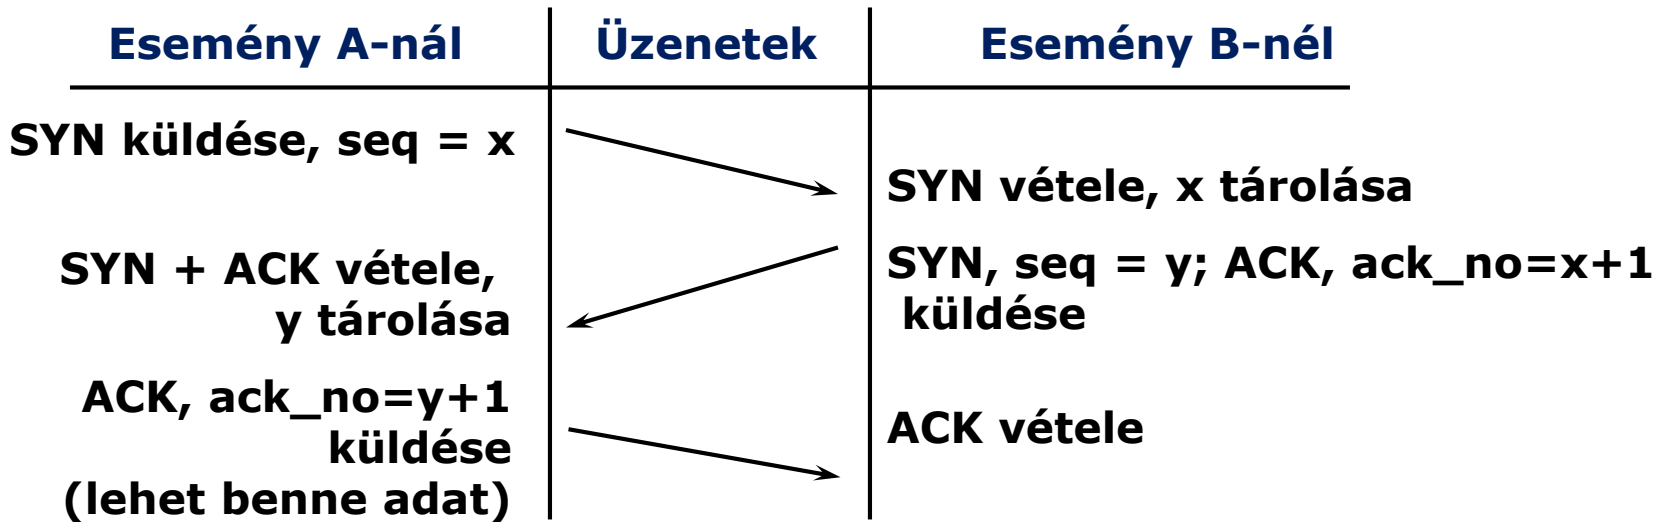 Esemény A-nál
Üzenetek
Esemény B-nél
SYN küldése, seq = x
SYN vétele, x tárolása
SYN, seq = y; ACK, ack_no=x+1
küldése
SYN + ACK vétele,
y tárolása
ACK, ack_no=y+1
küldése
(lehet benne adat)
ACK vétele